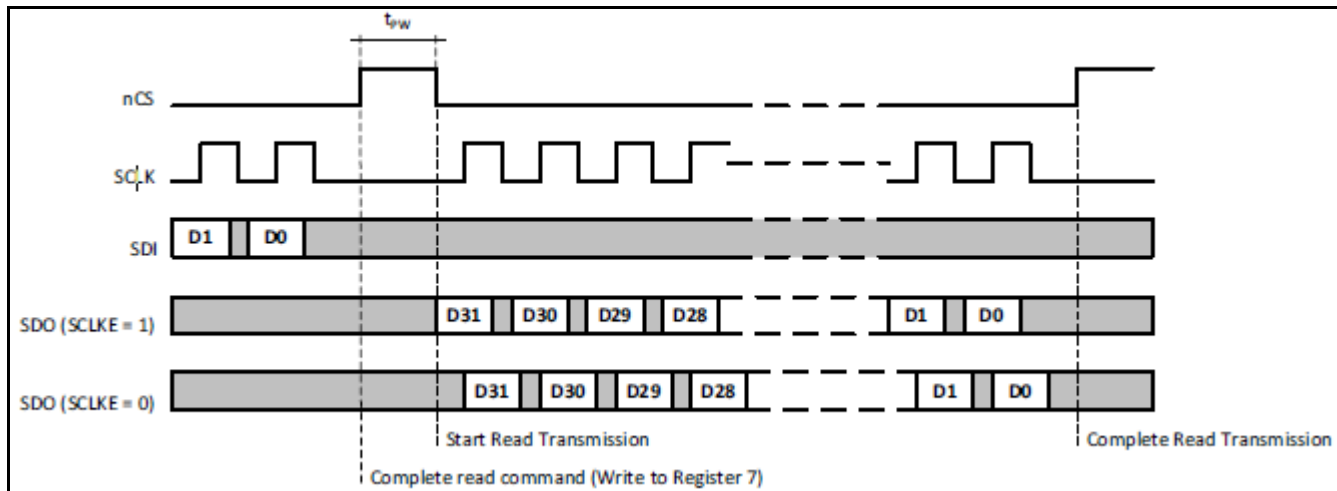 tPW
nCS
SCLK
SDI D1 D0
SDO (SCLKE = 1) D31 D30 D29 D28 D1 D0
SDO (SCLKE = 0) D31 D30 D29 D28 D1 D0
Start Read Transmission Complete Read Transmission
Complete read command (Write to Register 7)